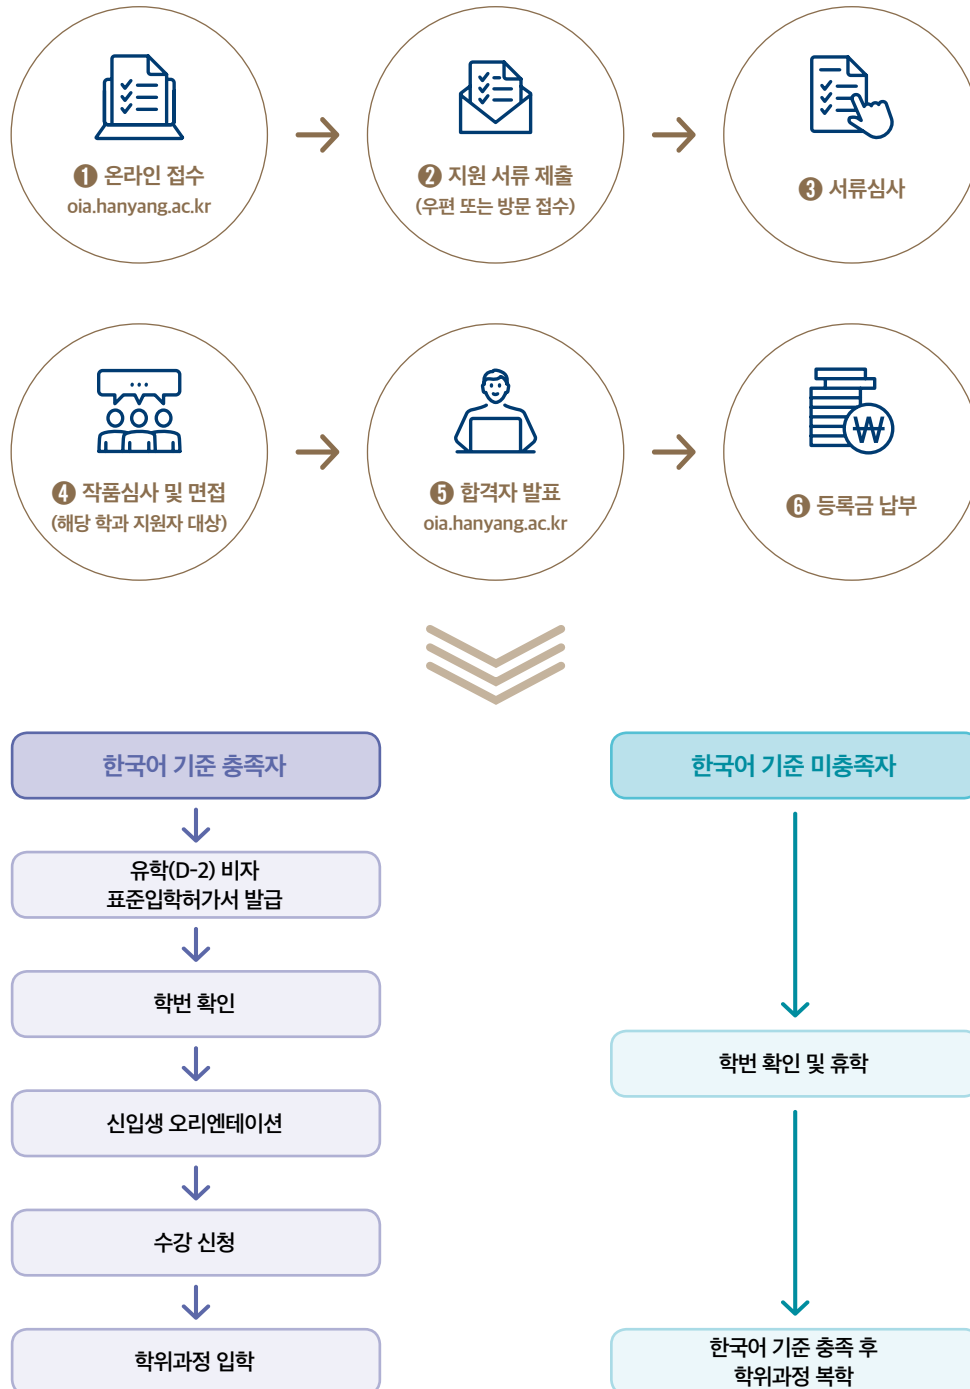 ❶ 온라인 접수
oia.hanyang.ac.kr
❷ 지원 서류 제출
(우편 또는 방문 접수)
❸ 서류심사
❹ 작품심사 및 면접
(해당 학과 지원자 대상)
❺ 합격자 발표
oia.hanyang.ac.kr
❻ 등록금 납부
한국어 기준 충족자
유학(D-2) 비자
표준입학허가서 발급
학번 확인
신입생 오리엔테이션
수강 신청
학위과정 입학
한국어 기준 미충족자
학번 확인 및 휴학
한국어 기준 충족 후
학위과정 복학